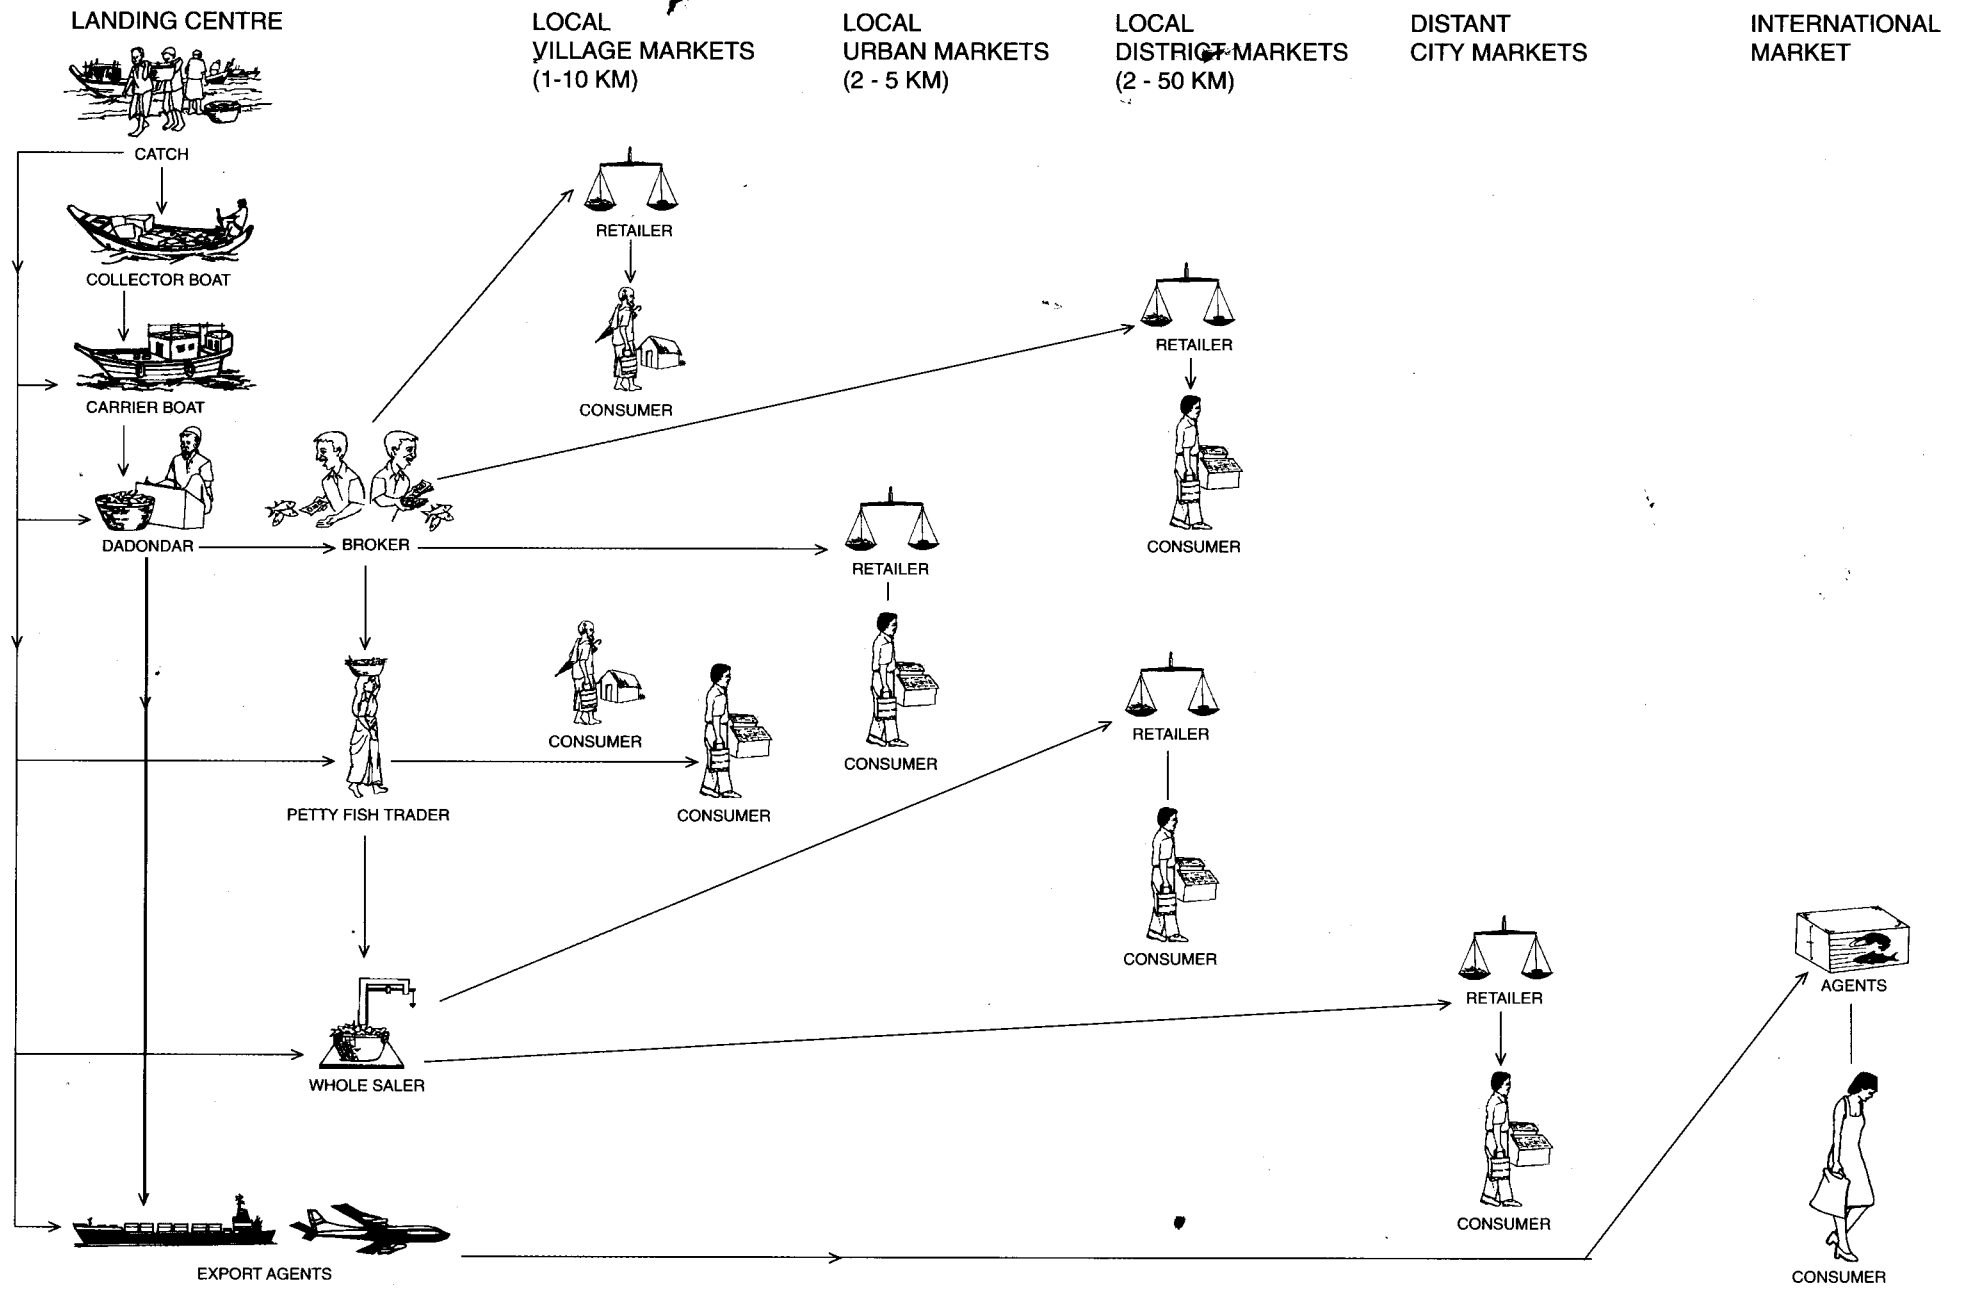 LANDING CENTRE
LOCAL
VILLAGE MARKETS
(1-10 KM)
LOCAL
URBAN MARKETS
(2 - 5 KM)
LOCAL
DISTRICT MARKETS
(2 - 50 KM)
DISTANT
CITY MARKETS
INTERNATIONAL
MARKET
CATCH
COLLECTOR BOAT
CARRIER BOAT
DADONDAR
BROKER
RETAILER
CONSUMER
RETAILER
CONSUMER
RETAILER
CONSUMER
CONSUMER
CONSUMER
PETTY FISH TRADER
RETAILER
CONSUMER
WHOLE SALER
RETAILER
CONSUMER
AGENTS
CONSUMER
EXPORT AGENTS